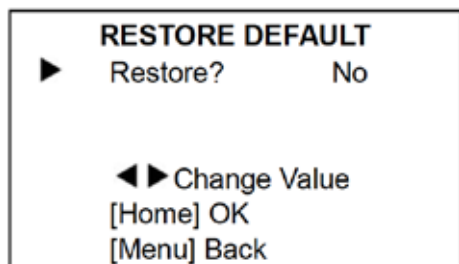 RESTORE DEFAULT
▶ Restore? No
◀ ▶ Change Value
[Home] OK
[Menu] Back